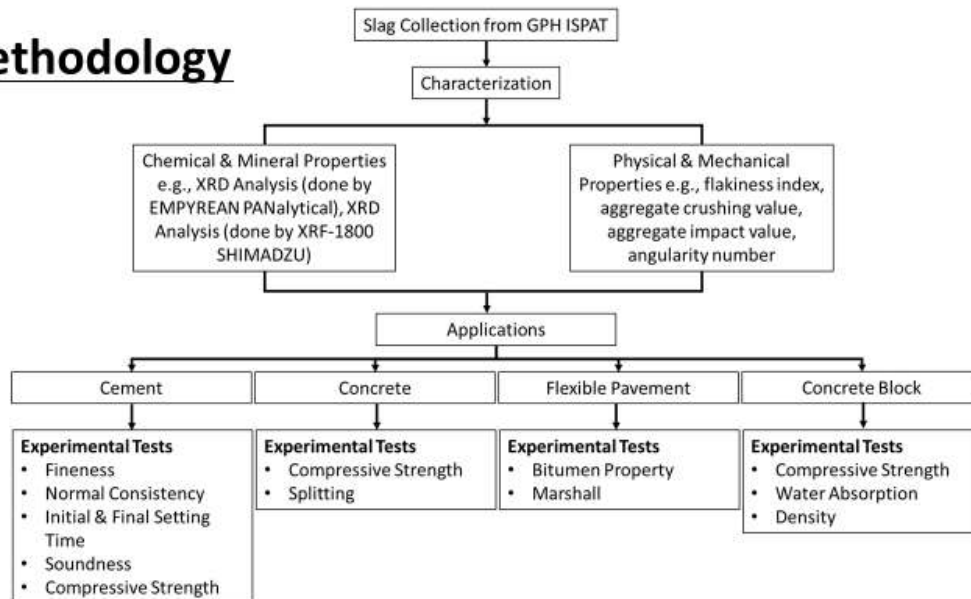 ethodology
Slag Collection from GPH ISPAT
Characterization
Chemical & Mineral Properties
e.g., XRD Analysis (done by
EMPYREAN PANalytical), XRD
Analysis (done by XRF-1800
SHIMADZU)
Physical & Mechanical
Properties e.g., flakiness index,
aggregate crushing value,
aggregate impact value,
angularity number
Applications
Cement
Concrete
Flexible Pavement
Concrete Block
Experimental Tests
• Fineness
• Normal Consistency
• Initial & Final Setting
Time
• Soundness
• Compressive Strength
Experimental Tests
• Compressive Strength
• Splitting
Experimental Tests
• Bitumen Property
• Marshall
Experimental Tests
• Compressive Strength
• Water Absorption
• Density